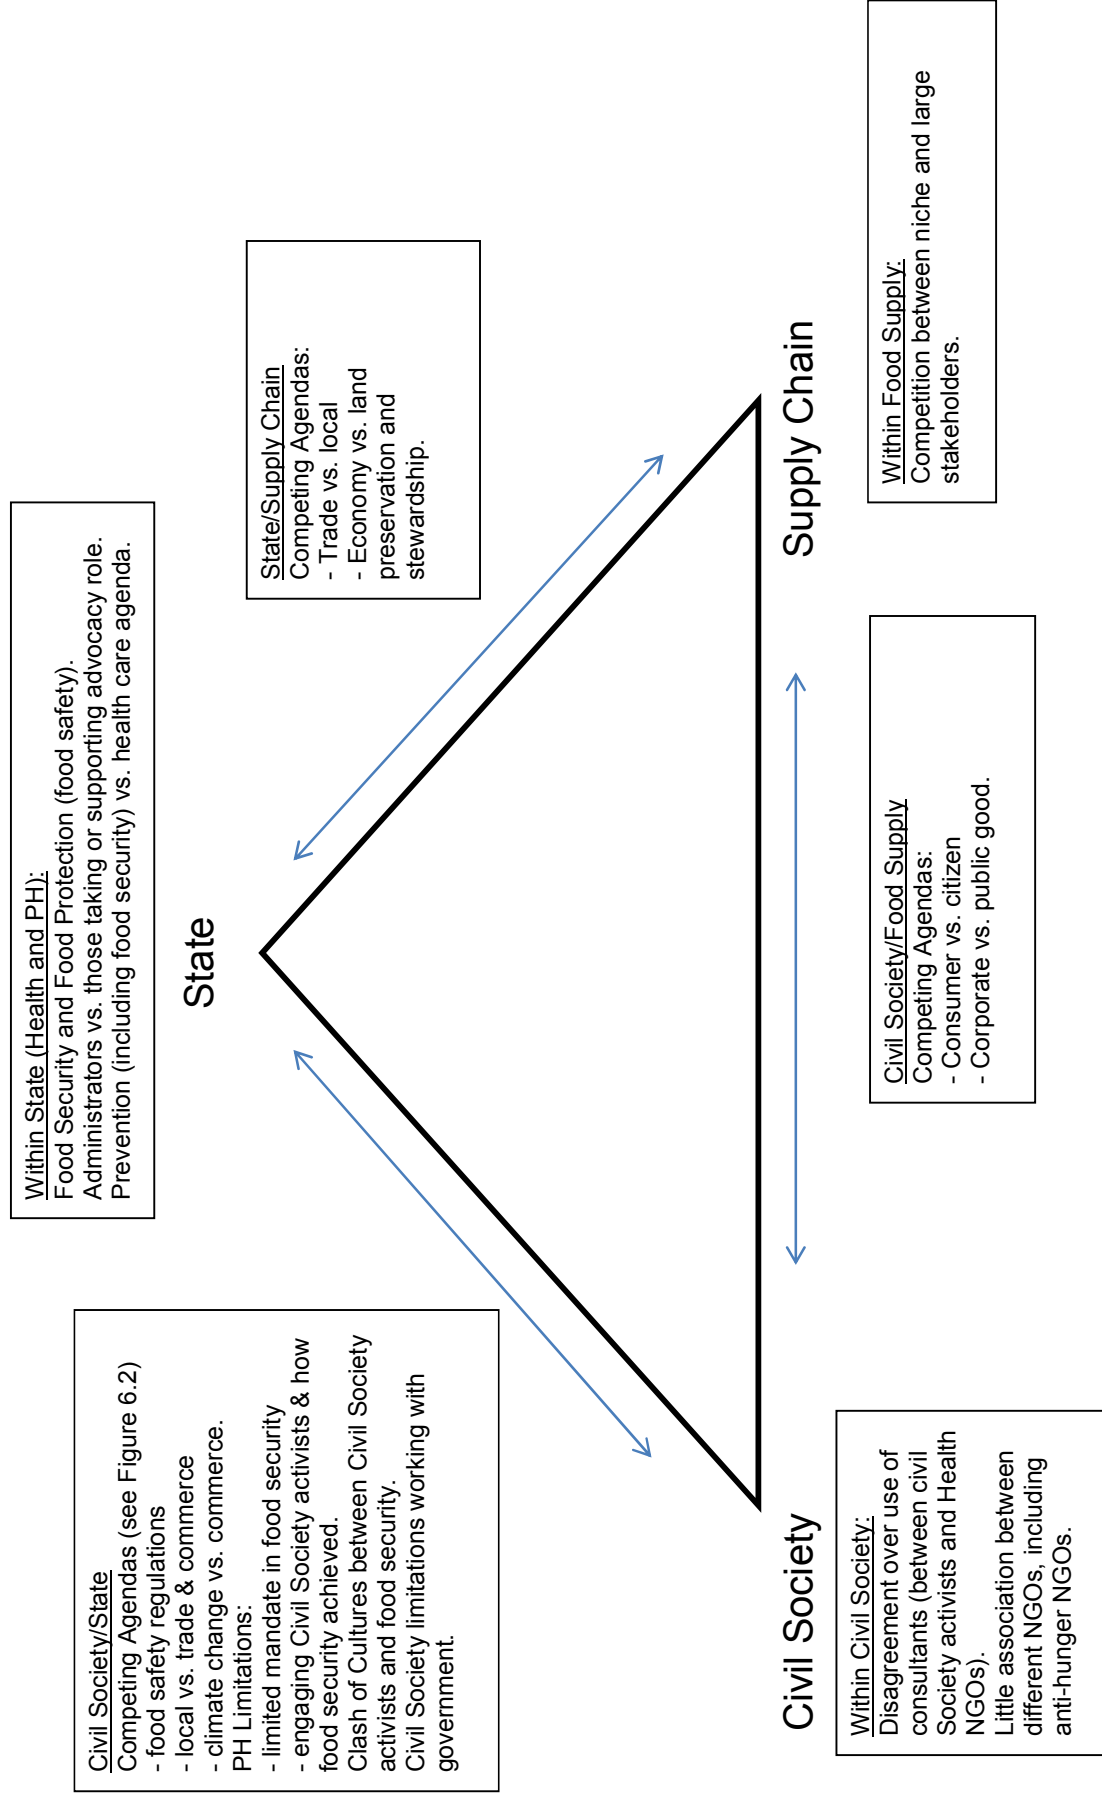 Within State (Health and PH):
Food Security and Food Protection (food safety).
Administrators vs. those taking or supporting advocacy role.
Prevention (including food security) vs. health care agenda.
Civil Society/State
Competing Agendas (see Figure 6.2)
- food safety regulations
- local vs. trade & commerce
- climate change vs. commerce.
PH Limitations:
- limited mandate in food security
- engaging Civil Society activists & how
food security achieved.
Clash of Cultures between Civil Society
activists and food security.
Civil Society limitations working with
government.
State
State/Supply Chain
Competing Agendas:
- Trade vs. local
- Economy vs. land
preservation and
stewardship.
Civil Society
Supply Chain
Within Civil Society:
Disagreement over use of
consultants (between civil
Society activists and Health
NGOs).
Little association between
different NGOs, including
anti-hunger NGOs.
Civil Society/Food Supply
Competing Agendas:
- Consumer vs. citizen
- Corporate vs. public good.
Within Food Supply:
Competition between niche and large
stakeholders.